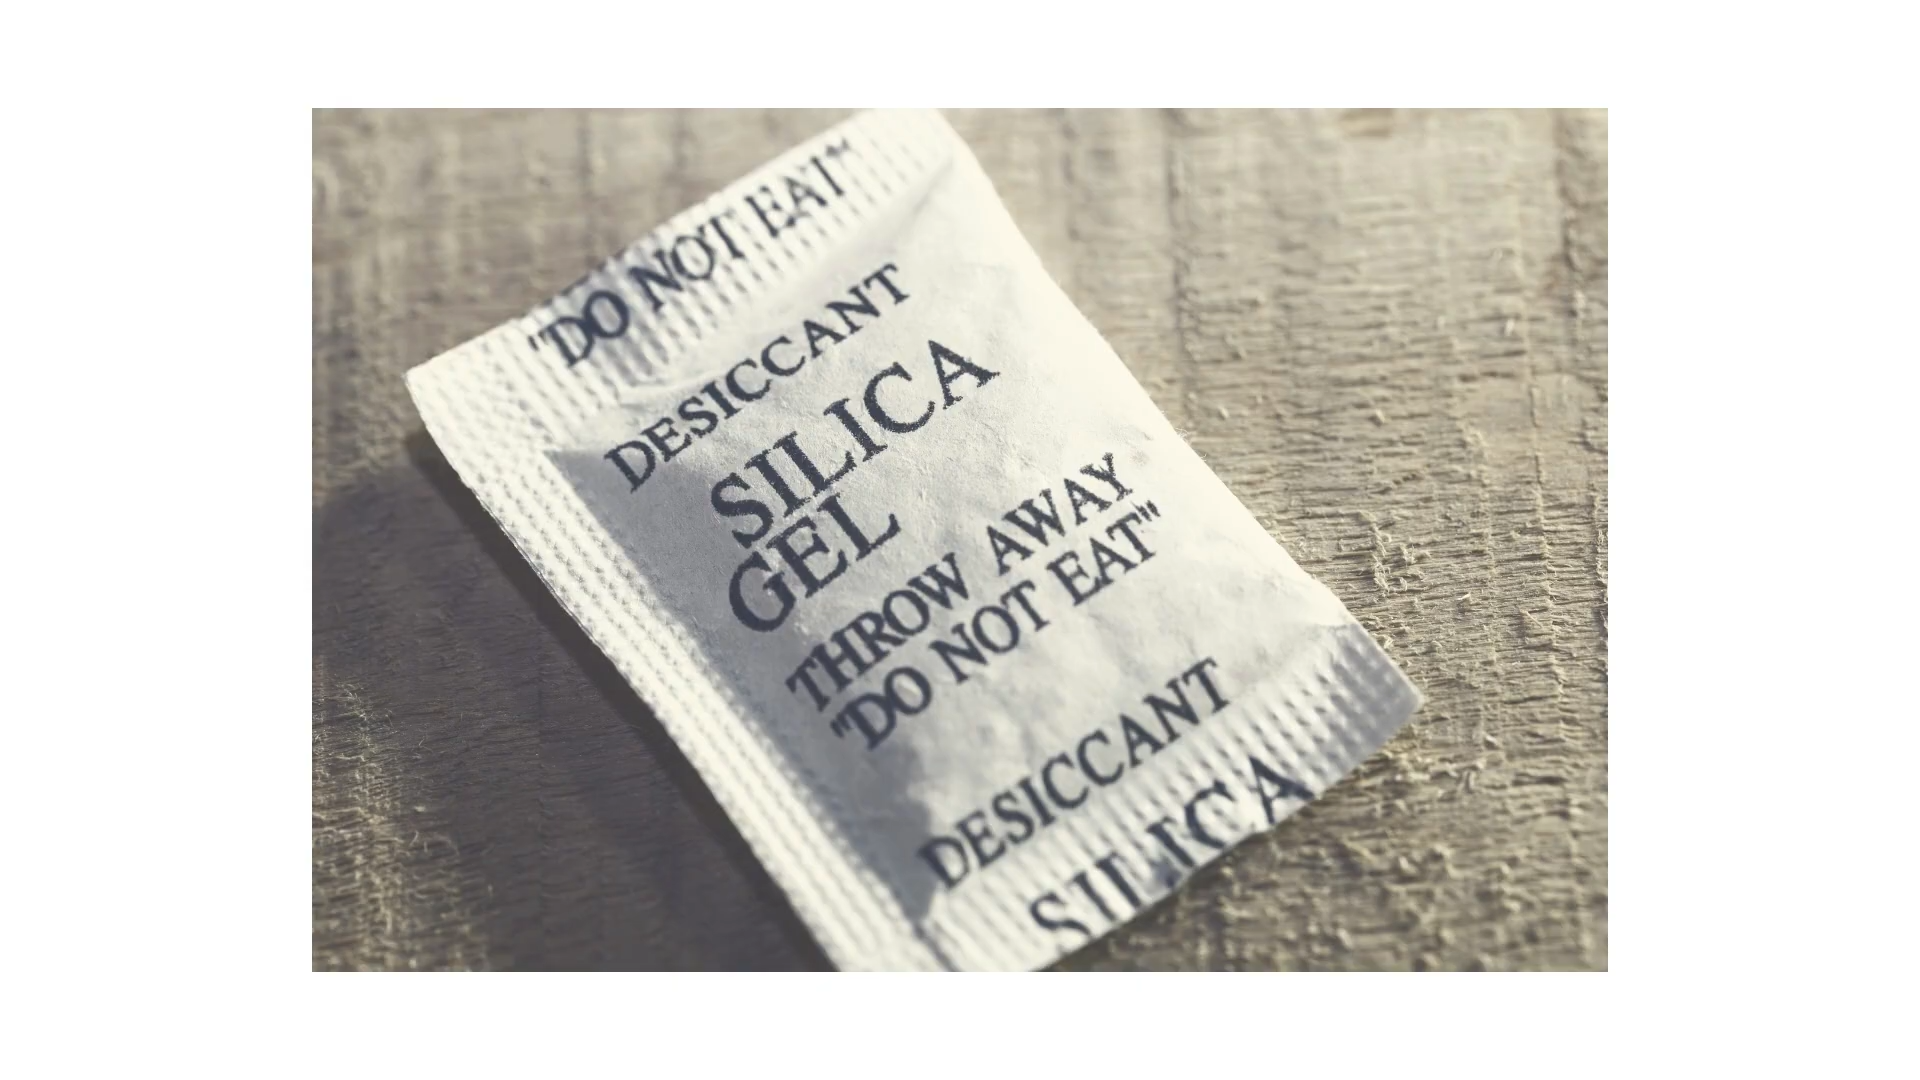 "DO NOT EAT"
DESICCANT
SILICA
GEL
THROW AWAY
"DO NOT EAT"
DESICCANT
SILICA